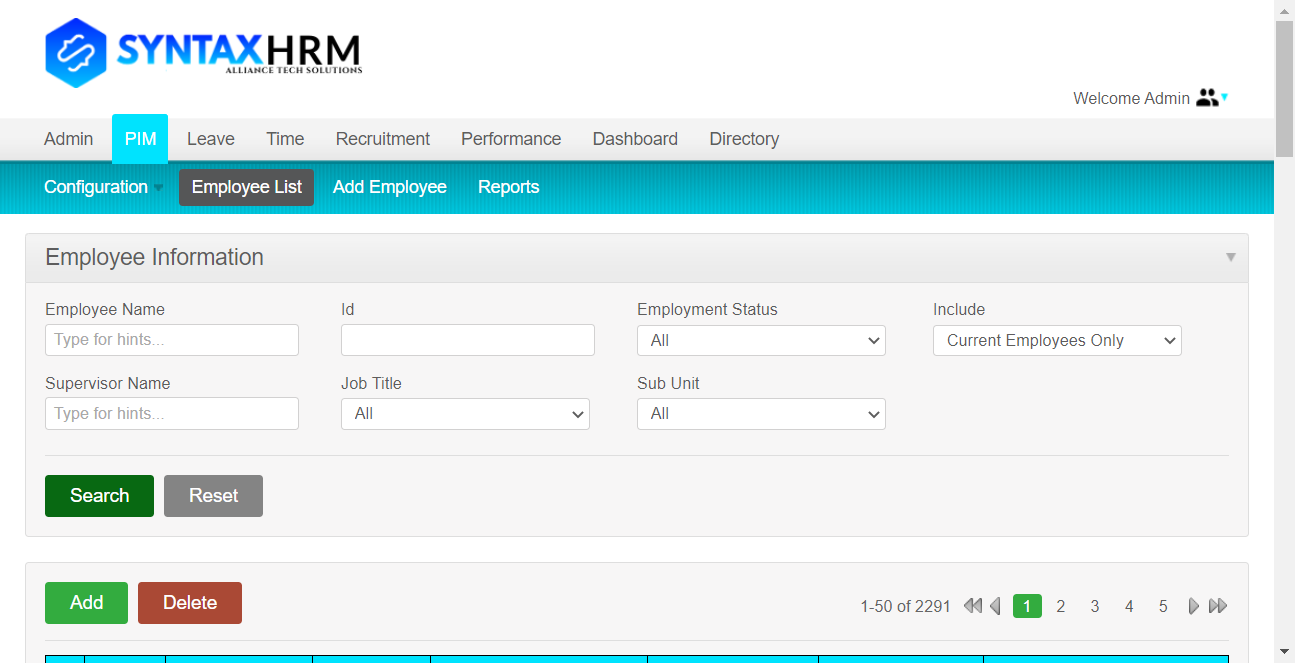 SYNTAXHRM
ALLIANCE TECH SOLUTIONS
Welcome Admin
Admin PIM Leave Time Recruitment Performance Dashboard Directory
Configuration Employee List Add Employee Reports
Employee Information
Employee Name Id Employment Status Include
Type for hints... All Current Employees Only
Supervisor Name Job Title Sub Unit
Type for hints... All All
Search Reset
Add Delete 1-50 of 2291 1 2 3 4 5